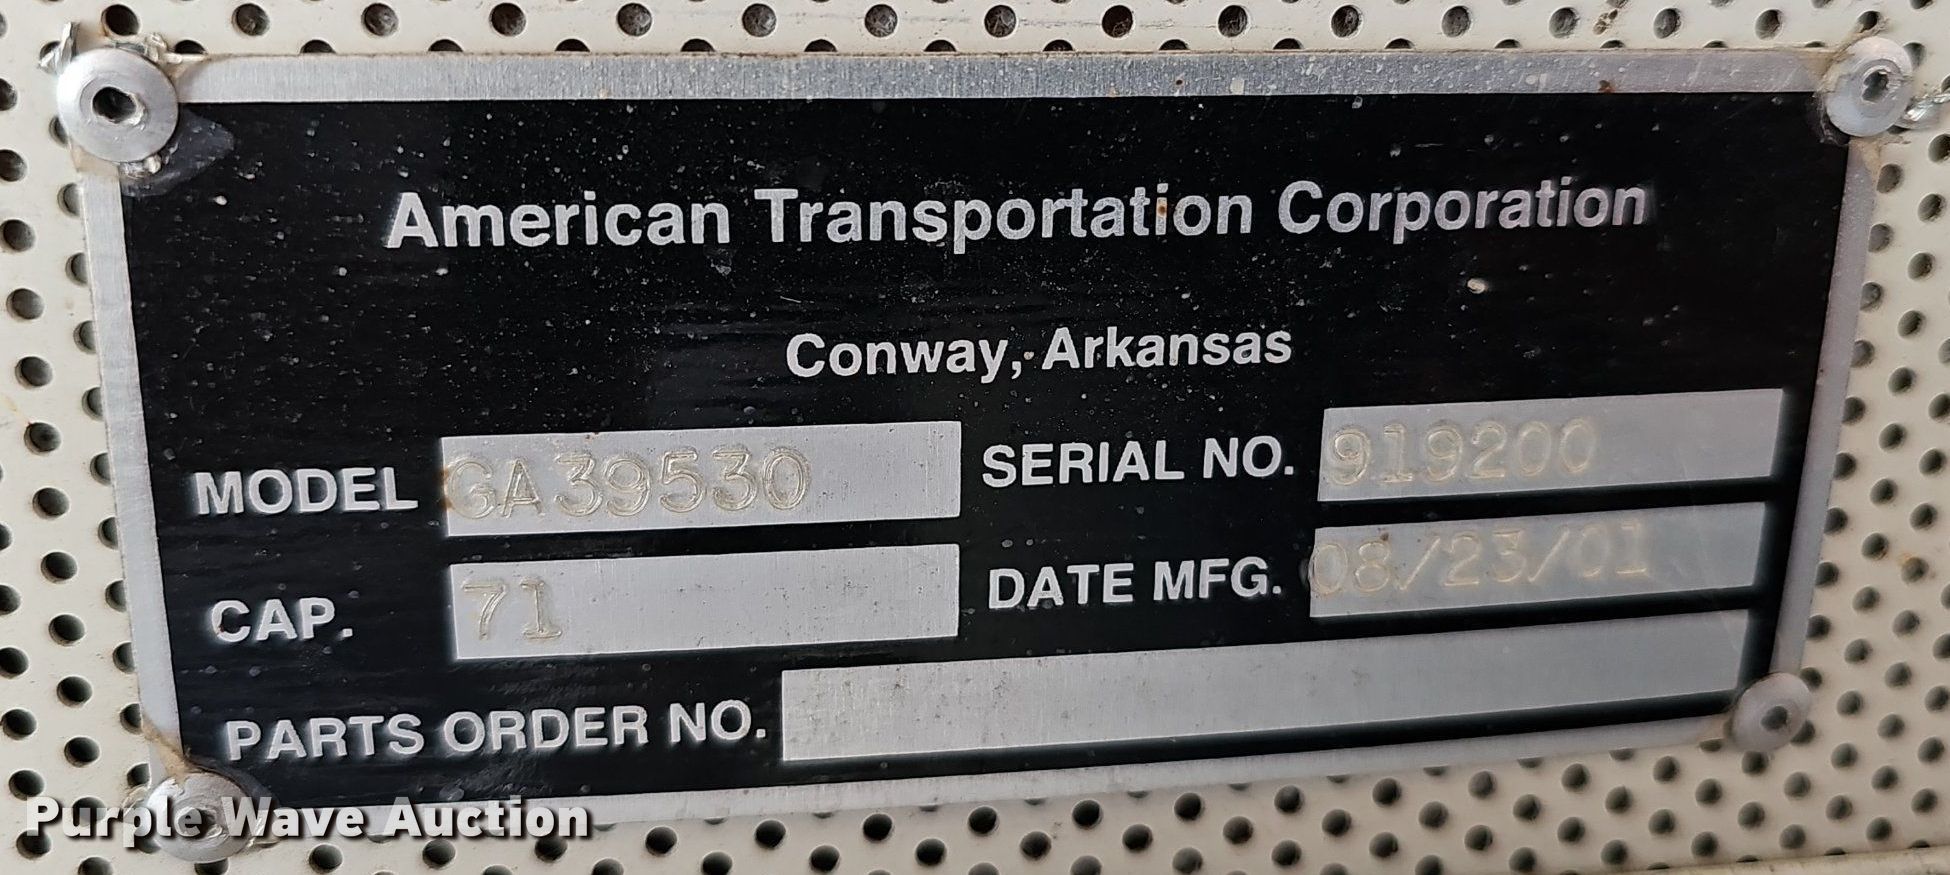 American Transportation Corporation
Conway, Arkansas
MODEL GA39530 SERIAL NO. 919200
CAP. 71 DATE MFG. 08/23/01
PARTS ORDER NO.
Purple Wave Auction